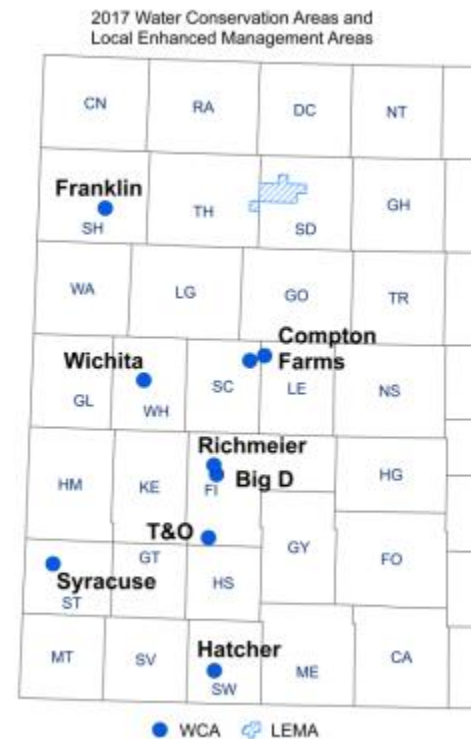 2017 Water Conservation Areas and
Local Enhanced Management Areas
CN RA DC NT
Franklin
SH TH SD GH
WA LG GO TR
Compton
Farms
Wichita
GL WH SC LE NS
Richmeier
Big D
HM KE FI HG
T&O
GT GY FO
Syracuse
ST HS
Hatcher
MT SV SW ME CA
WCA LEMA